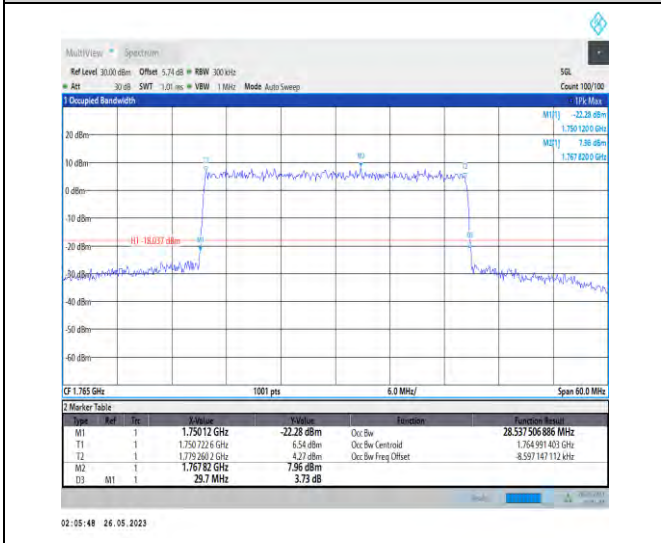 MultiView Spectrum
Ref Level 30.00 dBm Offset 5.74 dB RBW 300 kHz SGL
Att 30 dB SWT 1.01 ms VBW 1 MHz Mode Auto Sweep Count 100/100
1 Occupied Bandwidth 1Pk Max
M1[1] -22.28 dBm
1.750 120 0 GHz
M2[1] 7.96 dBm
1.767 820 0 GHz
20 dBm
10 dBm
0 dBm
-10 dBm
H1 -18.037 dBm
-20 dBm
-30 dBm
-40 dBm
-50 dBm
-60 dBm
CF 1.765 GHz 1001 pts 6.0 MHz/ Span 60.0 MHz
2 Marker Table
Type Ref Trc X-Value Y-Value Function Function Result
M1 1 1.750 12 GHz -22.28 dBm Occ Bw 28.537 506 886 MHz
T1 1 1.750 722 6 GHz 6.54 dBm Occ Bw Centroid 1.764 991 403 GHz
T2 1 1.779 260 2 GHz 4.27 dBm Occ Bw Freq Offset -8.597 147 112 kHz
M2 1 1.767 82 GHz 7.96 dBm
D3 M1 1 29.7 MHz 3.73 dB
02:05:48 26.05.2023